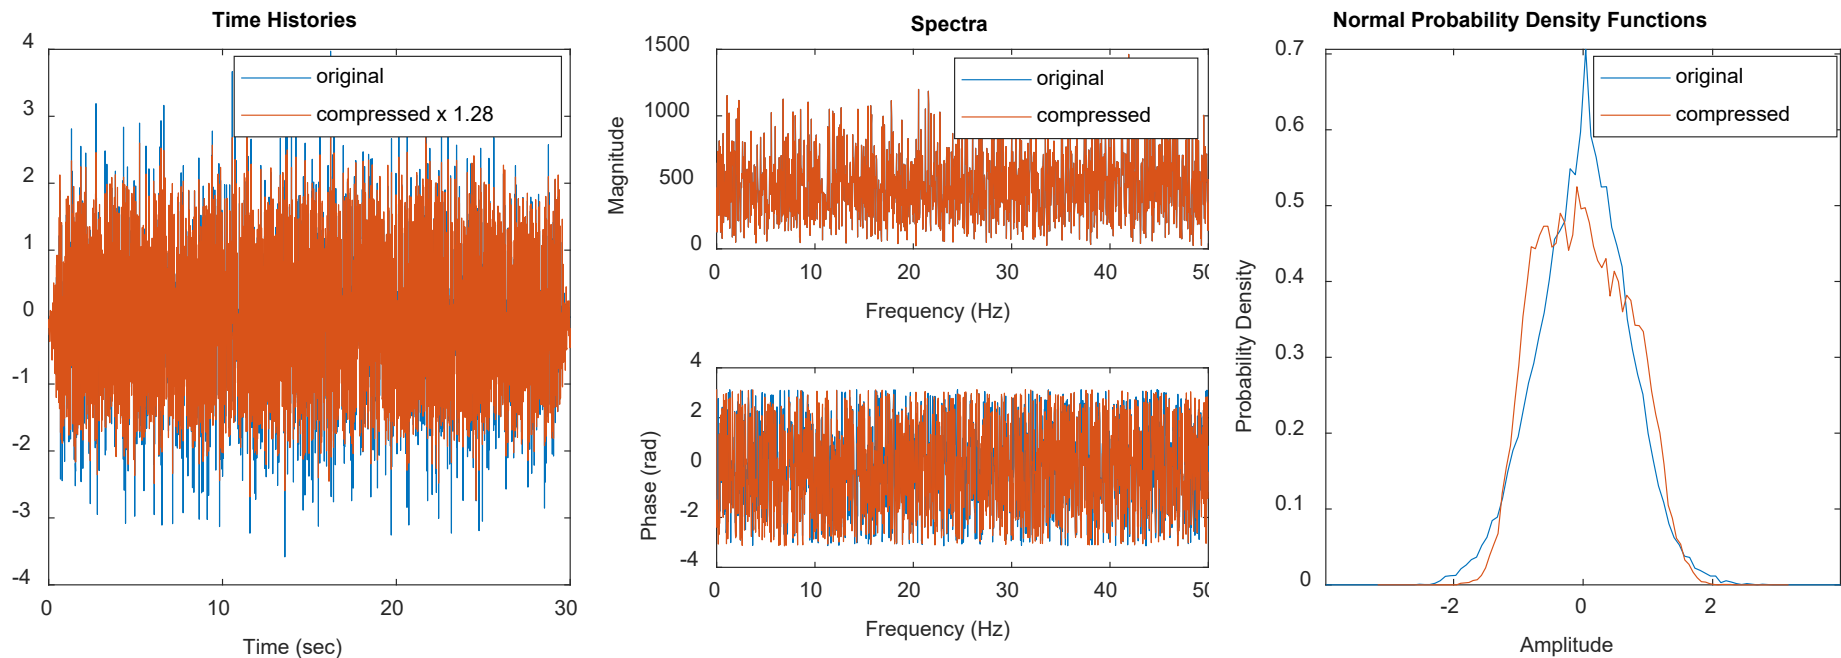 Time Histories
4
3
2
1
0
-1
-2
-3
-4
original
compressed x 1.28
0
10
20
30
Time (sec)
Spectra
1500
1000
500
0
Magnitude
original
compressed
0
10
20
30
40
50
Frequency (Hz)
4
2
0
-2
-4
Phase (rad)
0
10
20
30
40
50
Frequency (Hz)
Normal Probability Density Functions
0.7
0.6
0.5
0.4
0.3
0.2
0.1
0
Probability Density
original
compressed
-2
0
2
Amplitude